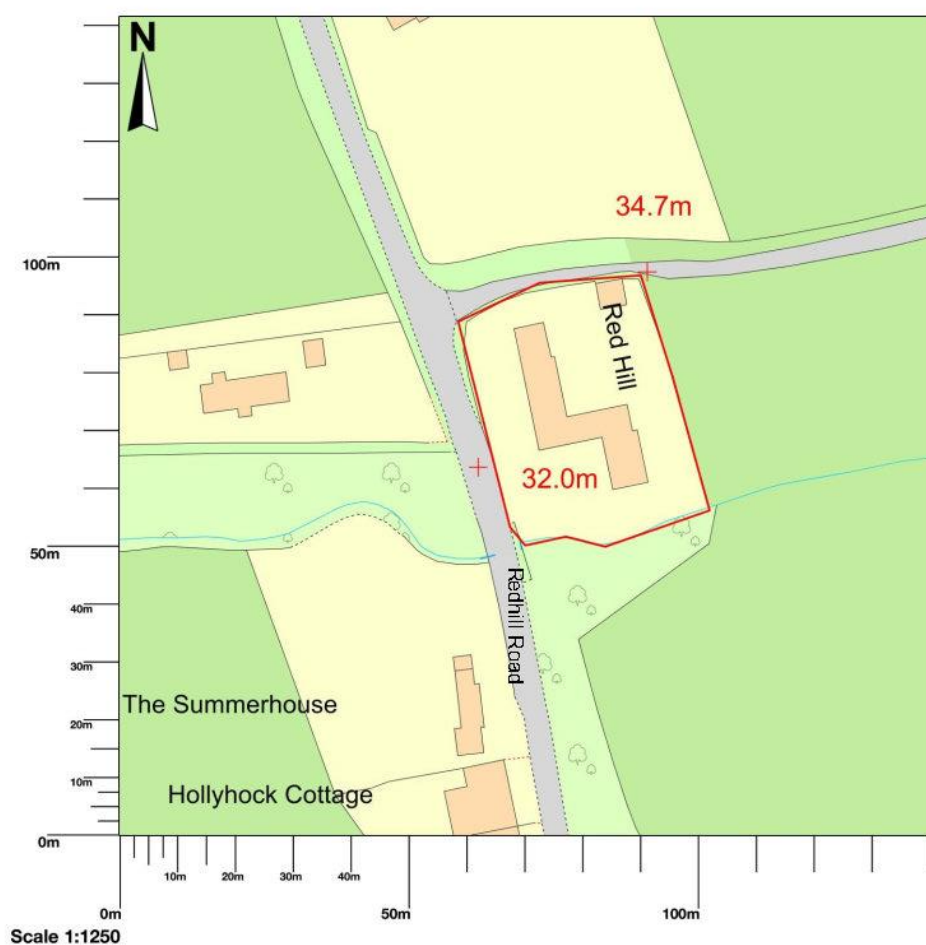 N
34.7m
100m
Red Hill
32.0m
50m
40m
Redhill Road
30m
The Summerhouse
20m
Hollyhock Cottage
10m
0m
10m
20m
30m
40m
0m
50m
100m
Scale 1:1250